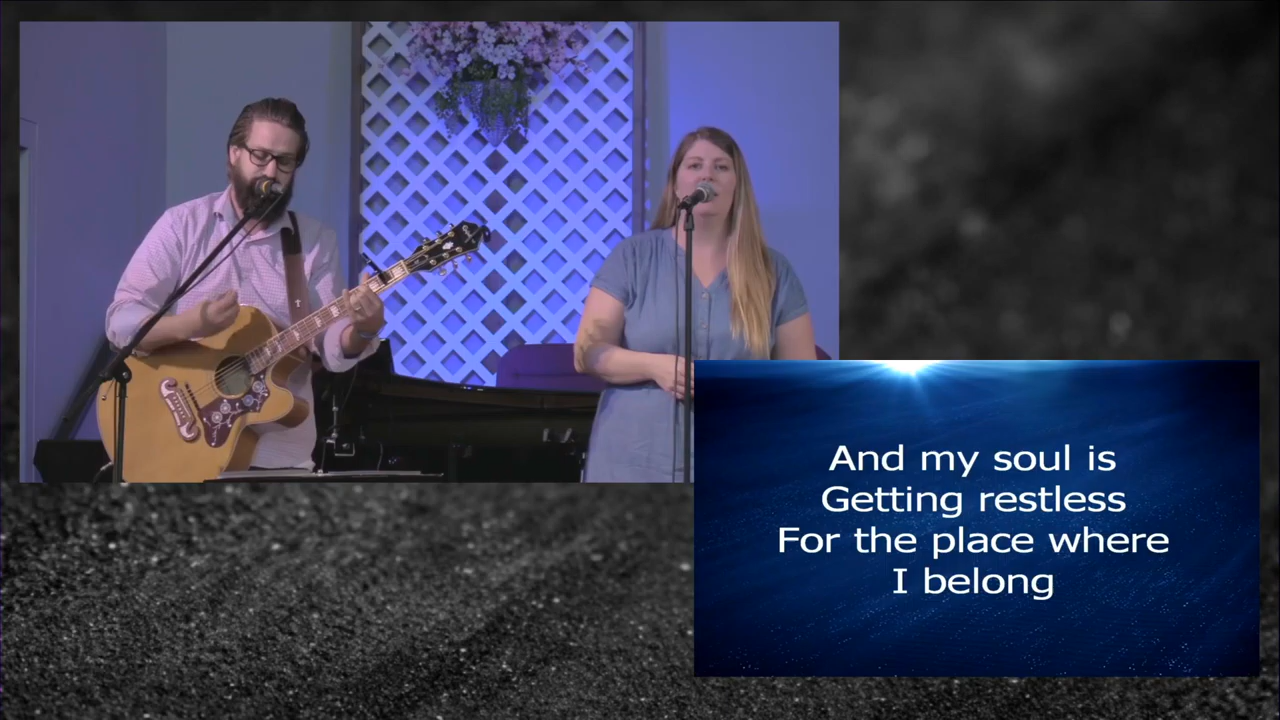 And my soul is
Getting restless
For the place where
I belong